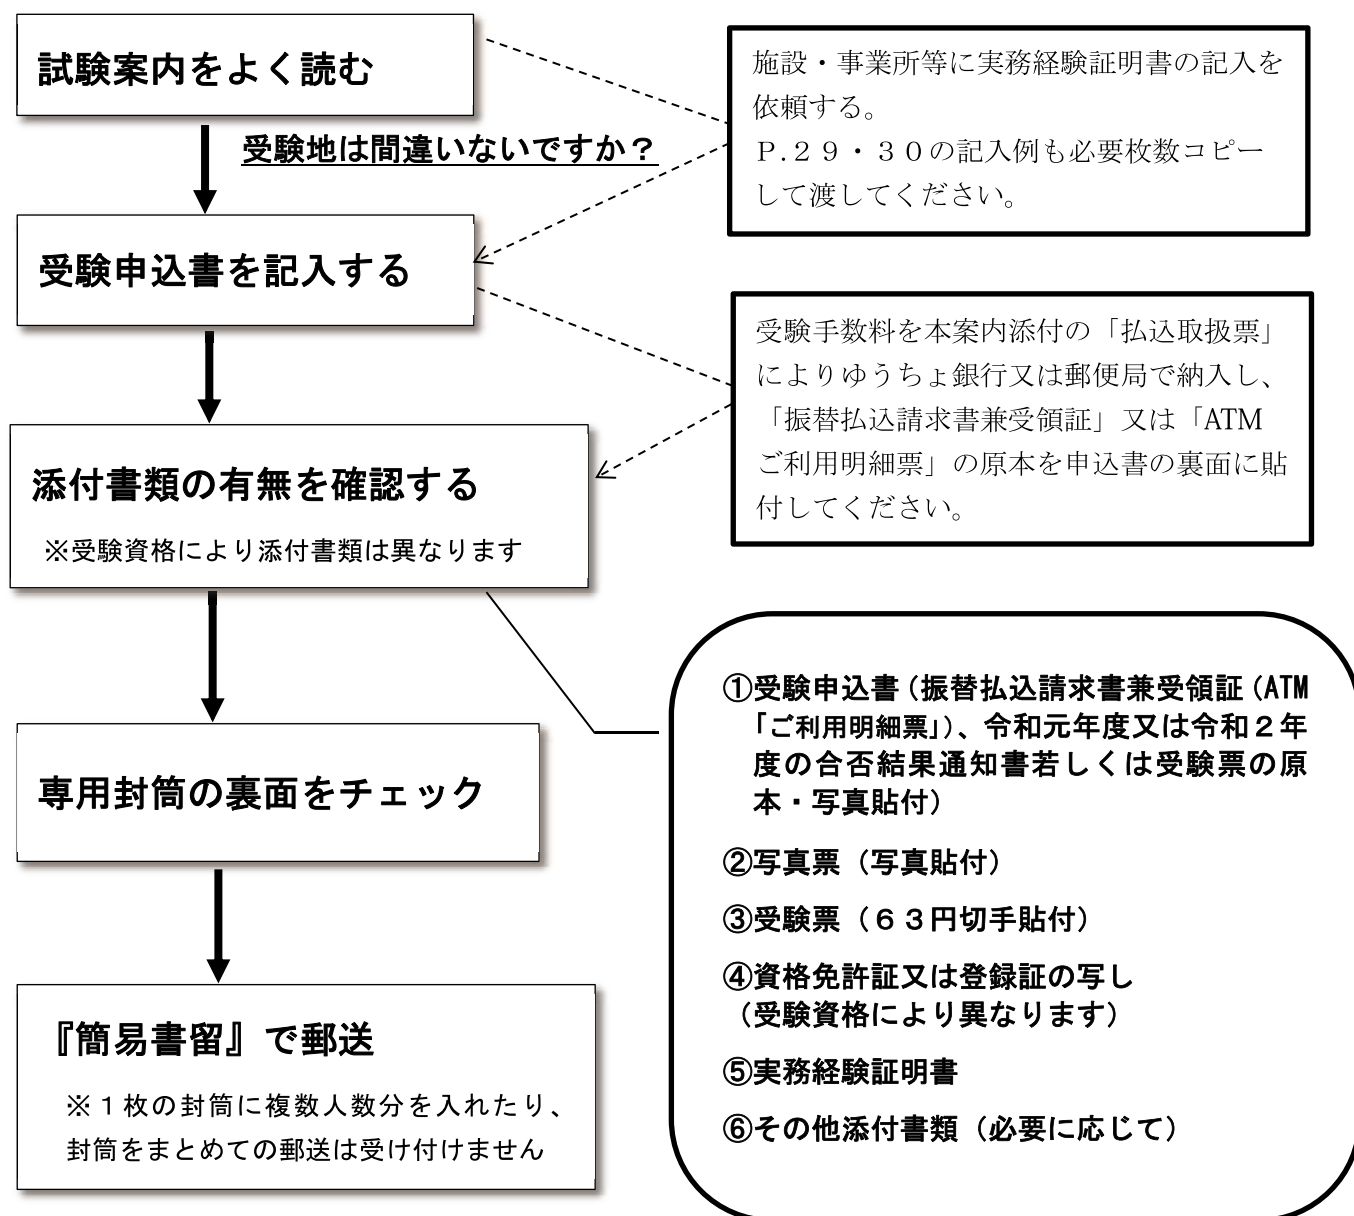 試験案内をよく読む
施設・事業所等に実務経験証明書の記入を
依頼する。
Ｐ.２９・３０の記入例も必要枚数コピー
して渡してください。
受験地は間違いないですか？
受験申込書を記入する
受験手数料を本案内添付の「払込取扱票」
によりゆうちょ銀行又は郵便局で納入し、
「振替払込請求書兼受領証」又は「ATM
ご利用明細票」の原本を申込書の裏面に貼
付してください。
添付書類の有無を確認する
※受験資格により添付書類は異なります
①受験申込書（振替払込請求書兼受領証（ATM
「ご利用明細票」）、令和元年度又は令和２年
度の合否結果通知書若しくは受験票の原
本・写真貼付）
②写真票（写真貼付）
③受験票（６３円切手貼付）
④資格免許証又は登録証の写し
（受験資格により異なります）
⑤実務経験証明書
⑥その他添付書類（必要に応じて）
専用封筒の裏面をチェック
『簡易書留』で郵送
※１枚の封筒に複数人数分を入れたり、
封筒をまとめての郵送は受け付けません